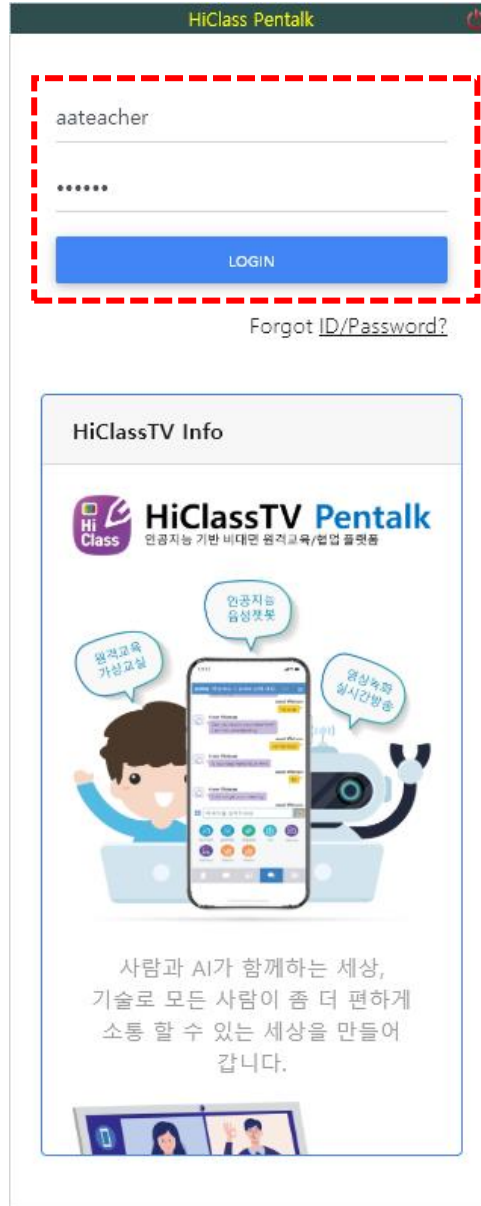 HiClass Pentalk
aateacher
••••••
LOGIN
Forgot ID/Password?
HiClassTV Info
Hi
Class
HiClassTV Pentalk
인공지능 기반 비대면 원격교육/협업 플랫폼
인공지능
음성챗봇
원격교육
가상교실
영상녹화
실시간방송
사람과 AI가 함께하는 세상,
기술로 모든 사람이 좀 더 편하게
소통 할 수 있는 세상을 만들어
갑니다.